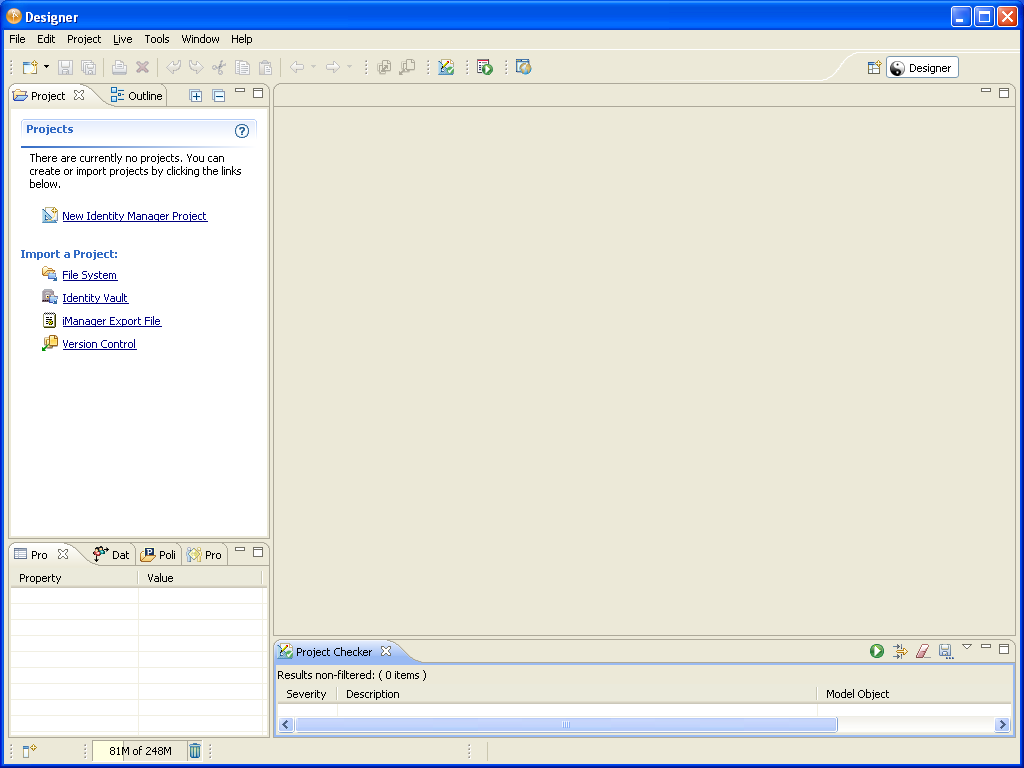 Designer
File Edit Project Live Tools Window Help
Designer
Project Outline
Projects
There are currently no projects. You can
create or import projects by clicking the links
below.
New Identity Manager Project
Import a Project:
File System
Identity Vault
iManager Export File
Version Control
Pro Dat Poli Pro
Property Value
Project Checker
Results non-filtered: ( 0 items )
Severity Description Model Object
81M of 248M